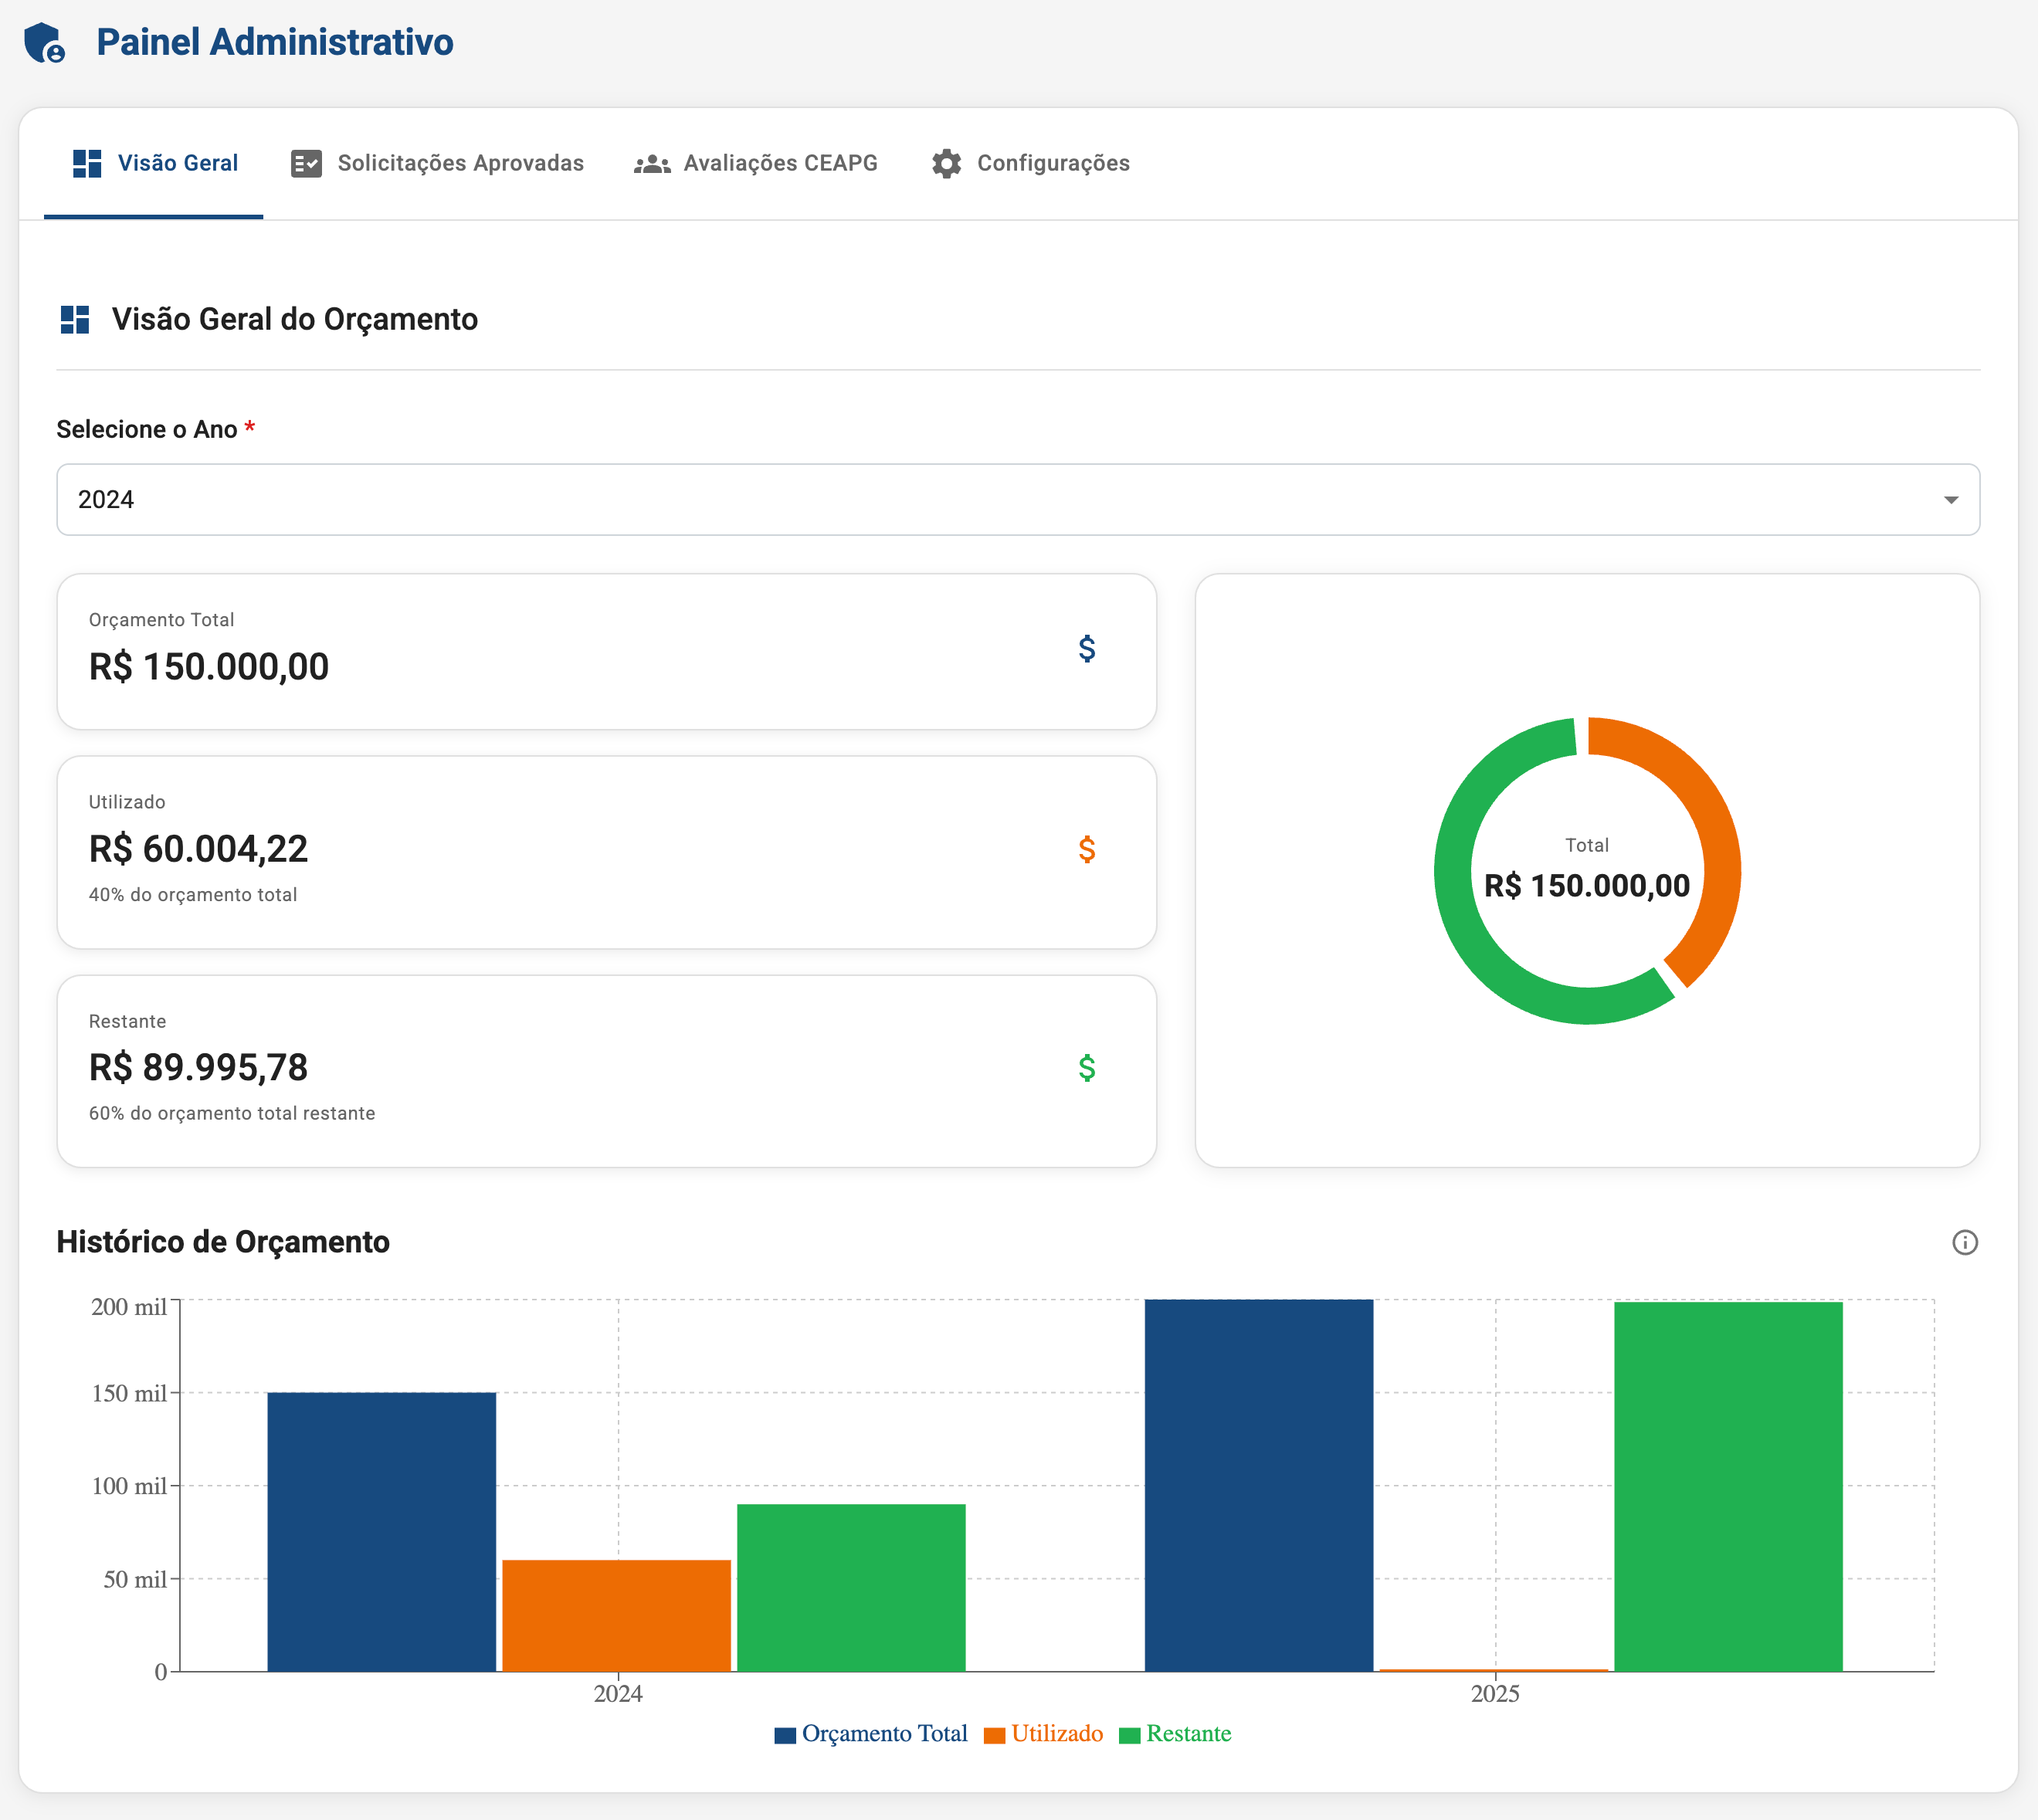 Painel Administrativo
Visão Geral
Solicitações Aprovadas
Avaliações CEAPG
Configurações
Visão Geral do Orçamento
Selecione o Ano *
2024
Orçamento Total
R$ 150.000,00
$
Utilizado
R$ 60.004,22
40% do orçamento total
$
Restante
R$ 89.995,78
60% do orçamento total restante
$
Total
R$ 150.000,00
Histórico de Orçamento
200 mil
150 mil
100 mil
50 mil
0
2024
2025
Orçamento Total
Utilizado
Restante